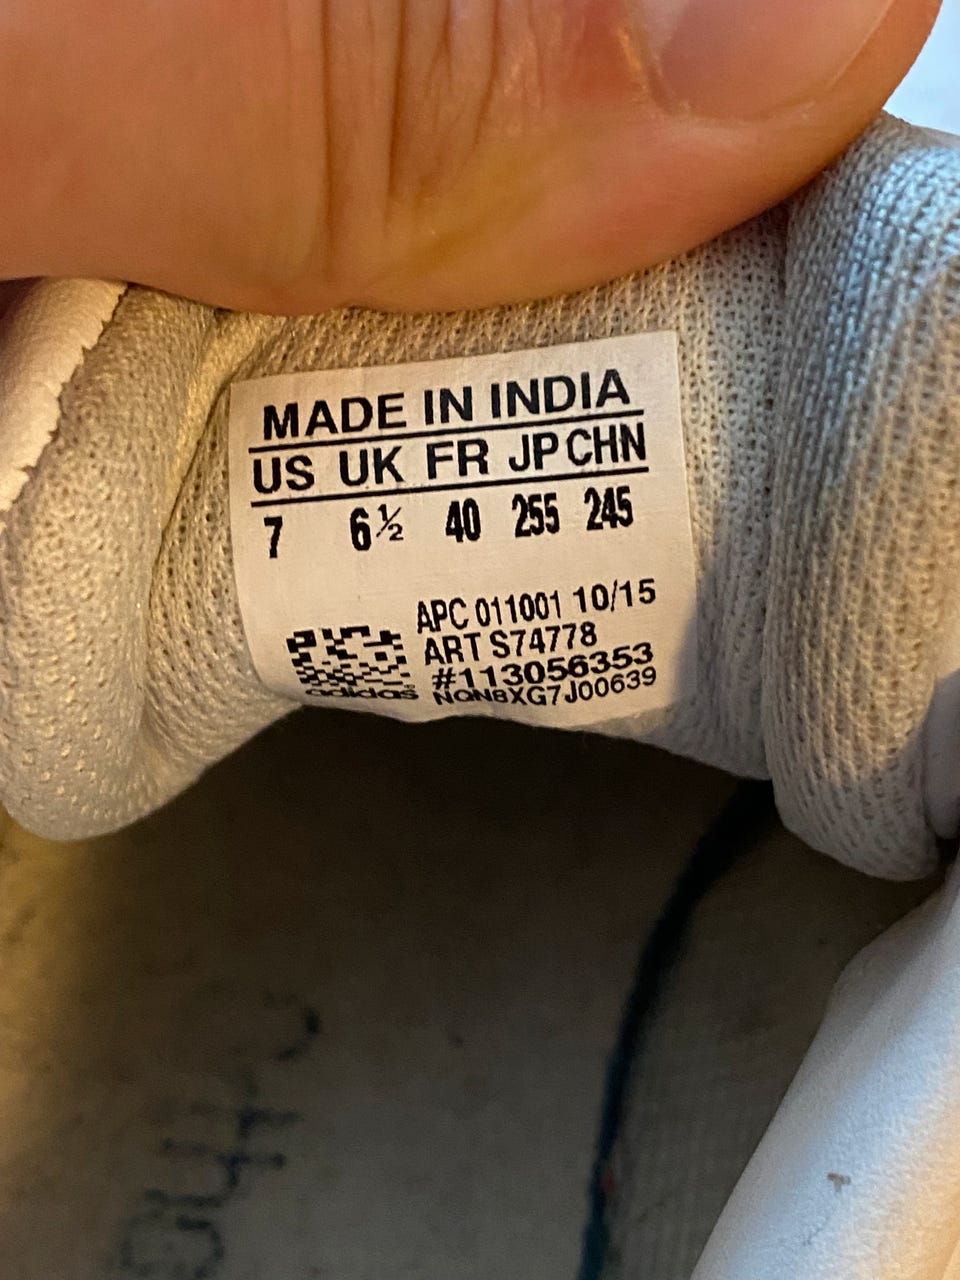 MADE IN INDIA
US UK FR JP CHN
7 6½ 40 255 245
APC 011001 10/15
ART S74778
#113056353
NQN8XG7J00639
adidas